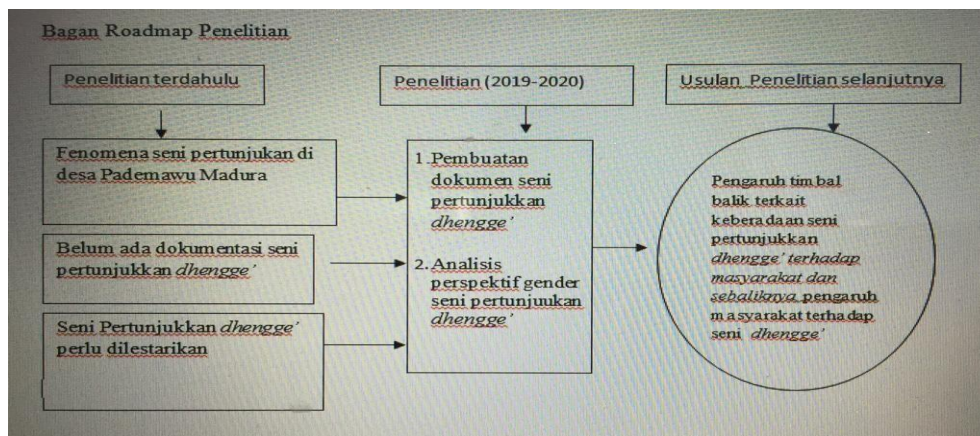 Bagan Roadmap Penelitian
Penelitian terdahulu
Penelitian (2019-2020)
Usulan Penelitian selanjutnya
Fenomena seni pertunjukan di
desa Pademawu Madura
Belum ada dokumentasi seni
pertunjukkan dhengge’
Seni Pertunjukkan dhengge’
perlu dilestarikan
1. Pembuatan
dokumen seni
pertunjukkan
dhengge’
2. Analisis
perspektif gender
seni pertunjuukan
dhengge’
Pengaruh timbal
balik terkait
keberadaan seni
pertunjukkan
dhengge’ terhadap
masyarakat dan
sebaliknya pengaruh
masyarakat terhadap
seni dhengge’